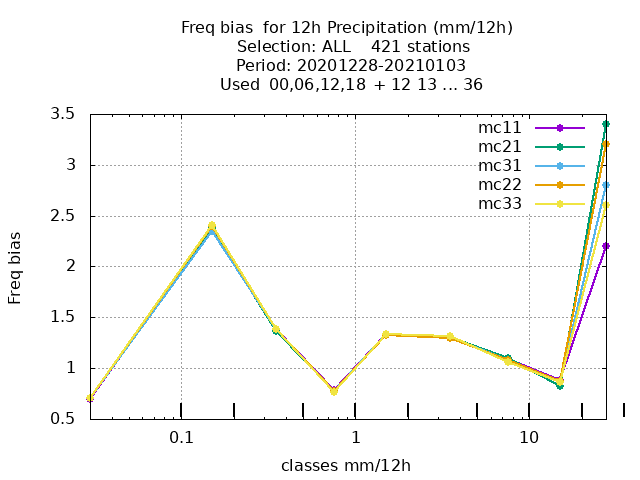 Freq bias  for 12h Precipitation (mm/12h)
Selection: ALL    421 stations
Period: 20201228-20210103
Used  00,06,12,18  + 12 13 ... 36
3.5
3
2.5
2
1.5
1
0.5
Freq bias
mc11
mc21
mc31
mc22
mc33
0.1
1
10
classes mm/12h